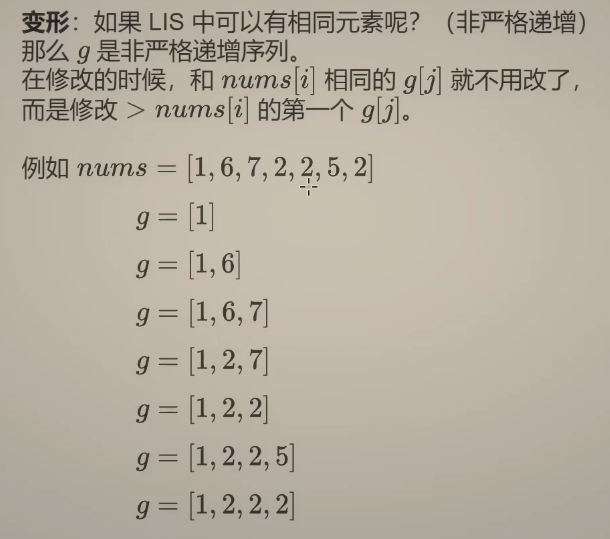 变形：如果 LIS 中可以有相同元素呢？（非严格递增）
那么 g 是非严格递增序列。
在修改的时候，和 nums[i] 相同的 g[j] 就不用改了，
而是修改 > nums[i] 的第一个 g[j]。
例如 nums = [1, 6, 7, 2, 2, 5, 2]
g = [1]
g = [1, 6]
g = [1, 6, 7]
g = [1, 2, 7]
g = [1, 2, 2]
g = [1, 2, 2, 5]
g = [1, 2, 2, 2]